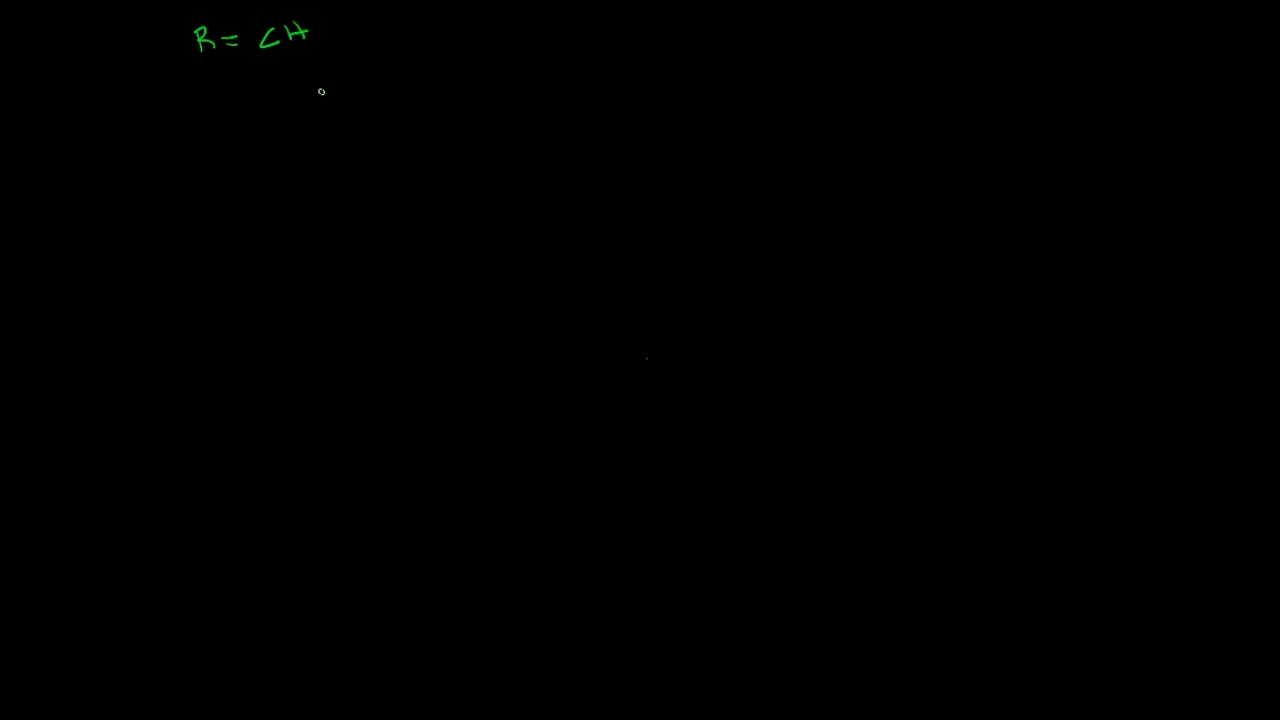 R = CH